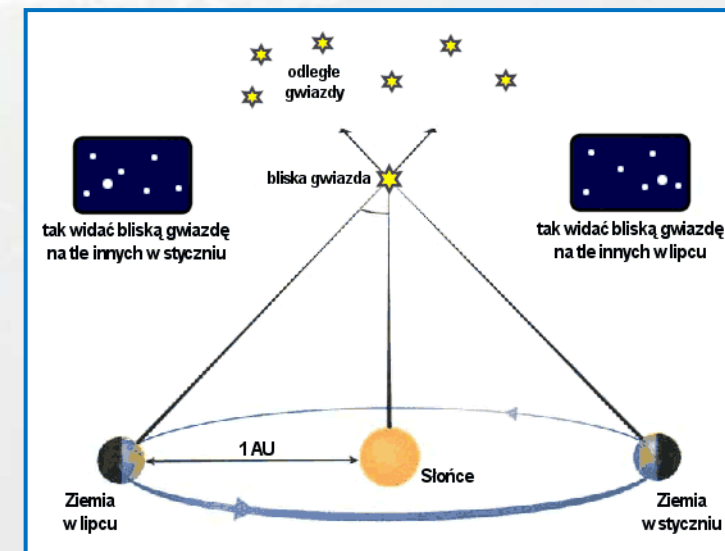 odległe
gwiazdy
bliska gwiazda
tak widać bliską gwiazdę
na tle innych w styczniu
tak widać bliską gwiazdę
na tle innych w lipcu
1 AU
Słońce
Ziemia
w lipcu
Ziemia
w styczniu